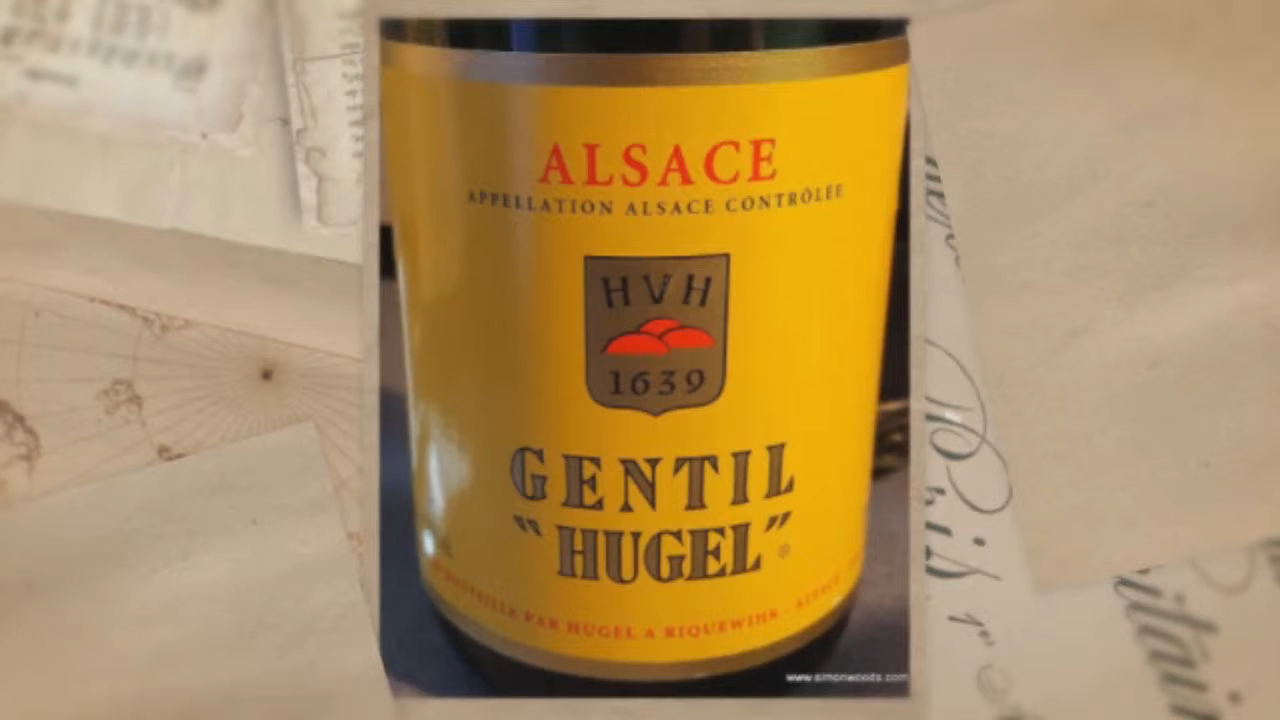 ALSACE
APPELLATION ALSACE CONTRÔLÉE
HVH
1639
GENTIL
"HUGEL"®
PAR HUGEL A RIQUEWIHR - ALSACE
www.simonwoods.com